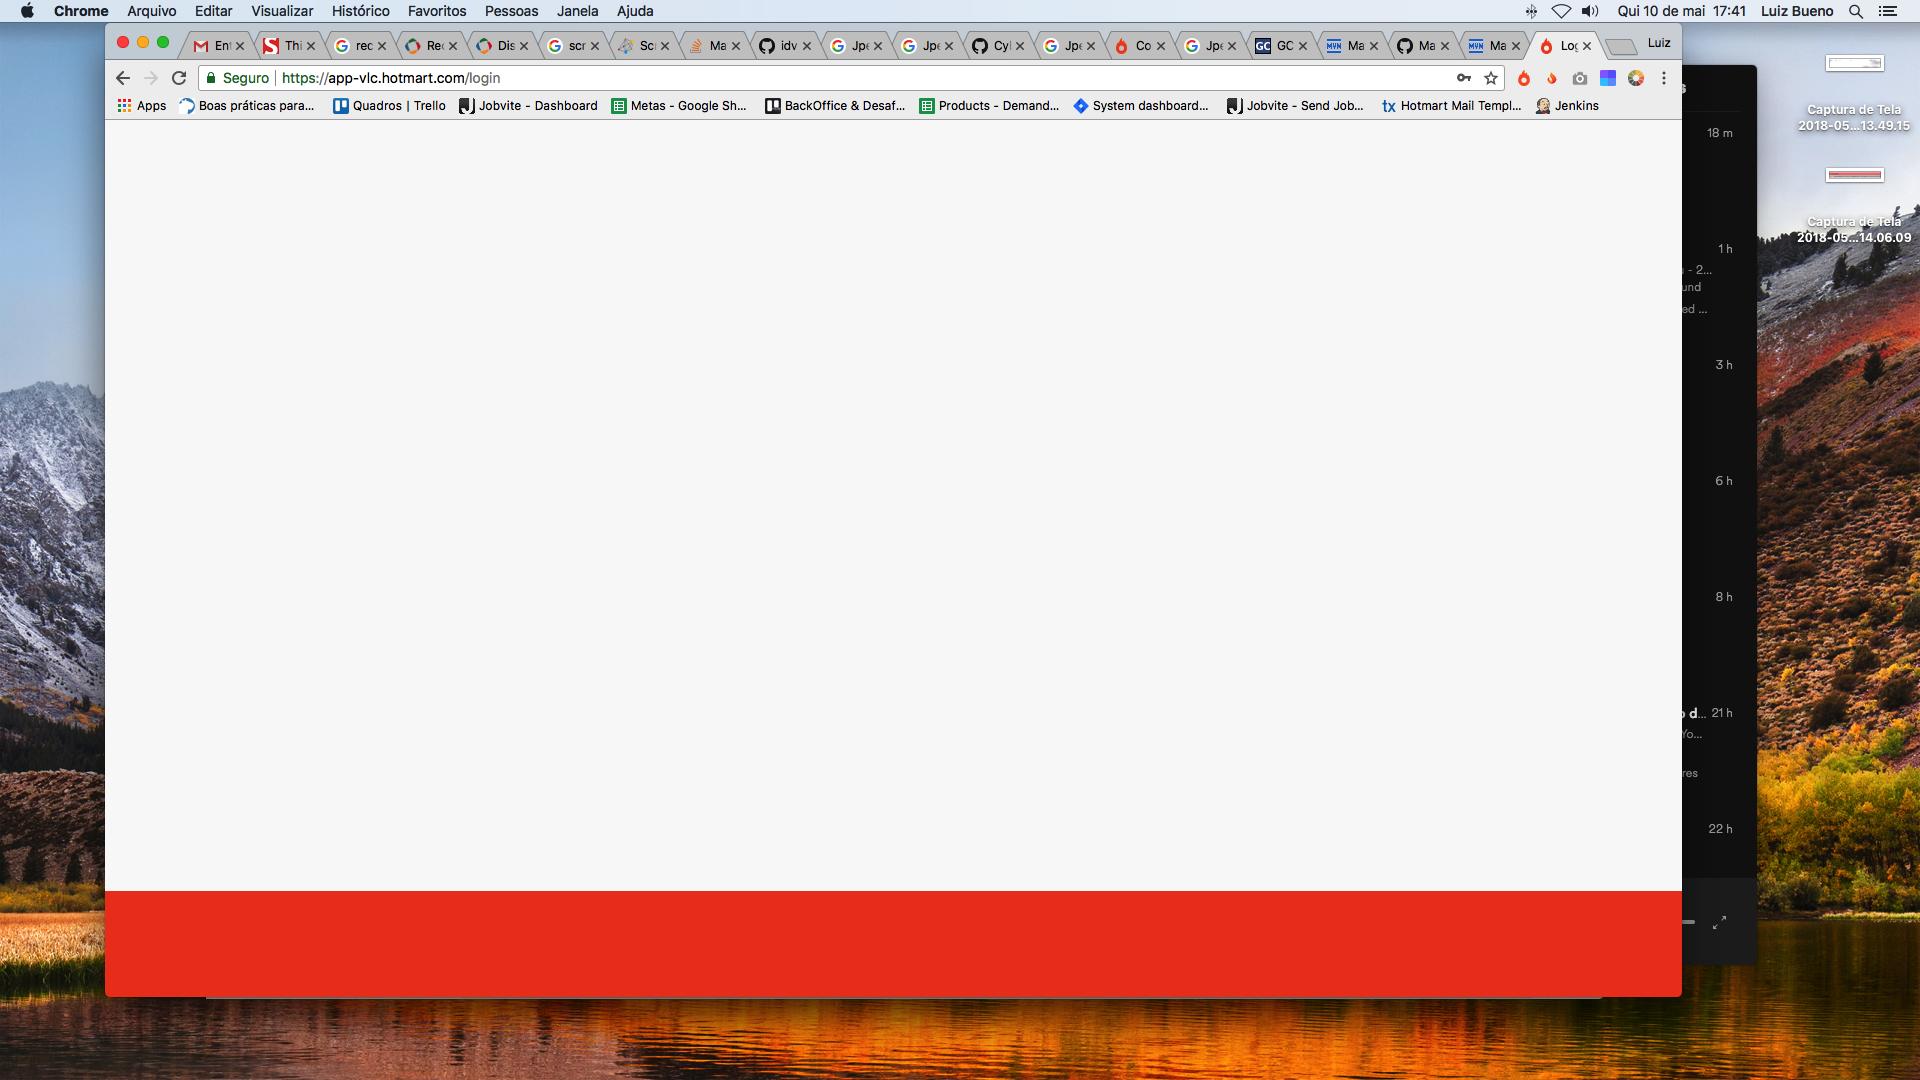 Chrome Arquivo Editar Visualizar Histórico Favoritos Pessoas Janela Ajuda Qui 10 de mai 17:41 Luiz Bueno
Ent Thi rec Rec Dis scr Scr Ma idv Jpe Jpe Cyl Jpe Co Jpe GC Ma Ma Ma Log Luiz
Seguro https://app-vlc.hotmart.com/login
Apps Boas práticas para... Quadros | Trello Jobvite - Dashboard Metas - Google Sh... BackOffice & Desaf... Products - Demand... System dashboard... Jobvite - Send Job... tx Hotmart Mail Templ... Jenkins
Captura de Tela
2018-05...13.49.15
18 m
Captura de Tela
2018-05...14.06.09
1 h
- 2...
und
ed ...
3 h
6 h
8 h
d... 21 h
Yo...
res
22 h